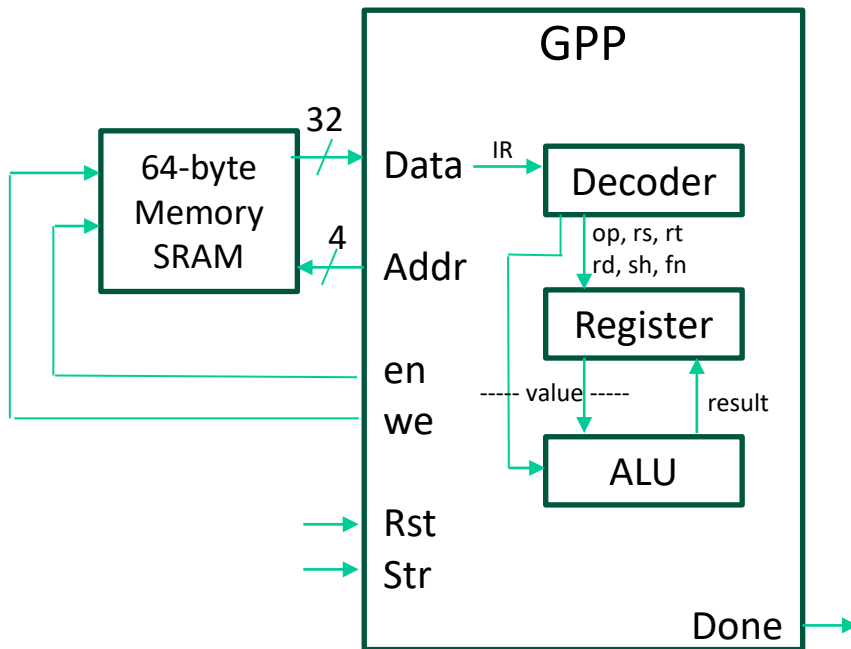 GPP
32
64-byte
Memory
SRAM
4
Data
IR
Decoder
op, rs, rt
rd, sh, fn
Addr
Register
en
----- value -----
result
we
ALU
Rst
Str
Done